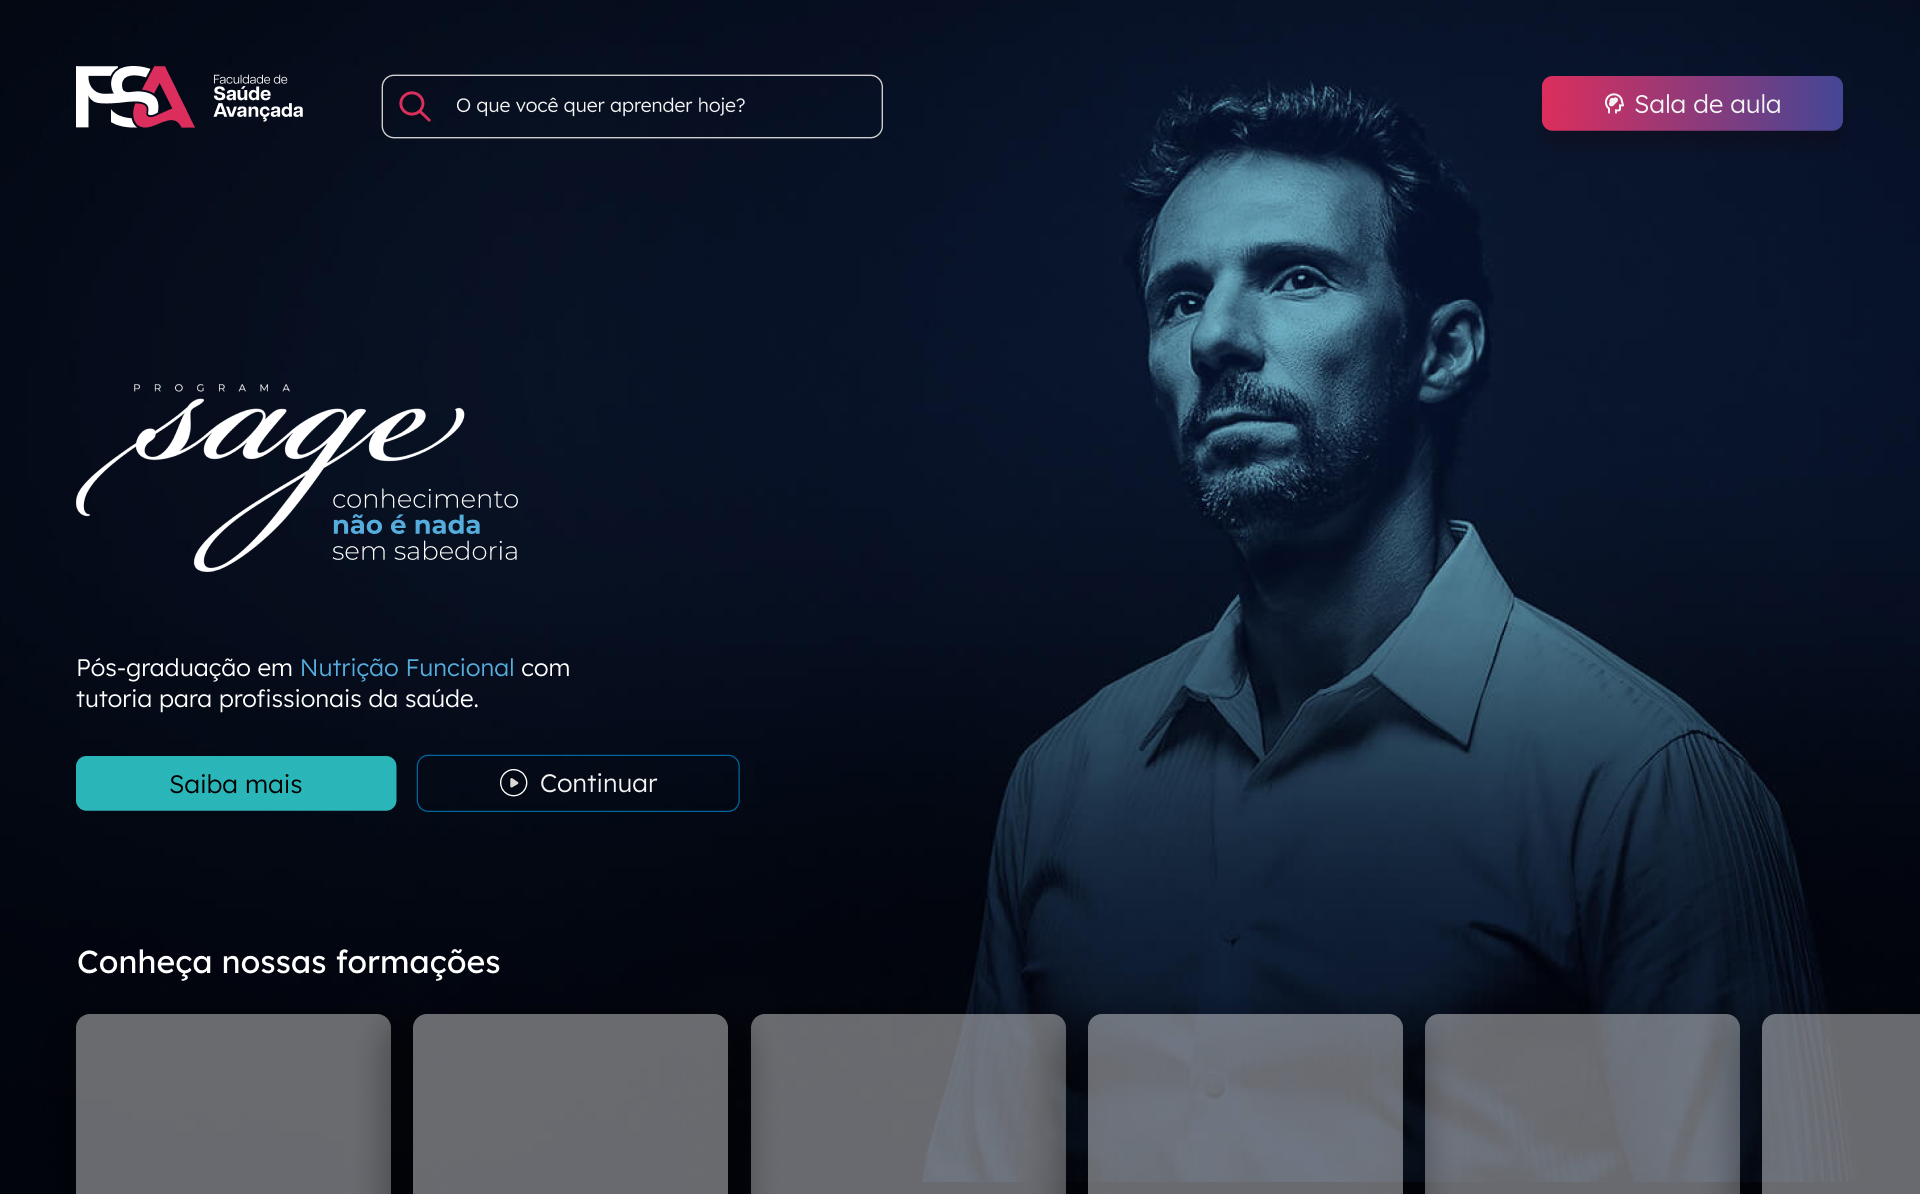 FSA
Faculdade de
Saúde
Avançada
O que você quer aprender hoje?
Sala de aula
PROGRAMA
sage
conhecimento
não é nada
sem sabedoria
Pós-graduação em Nutrição Funcional com
tutoria para profissionais da saúde.
Saiba mais
Continuar
Conheça nossas formações